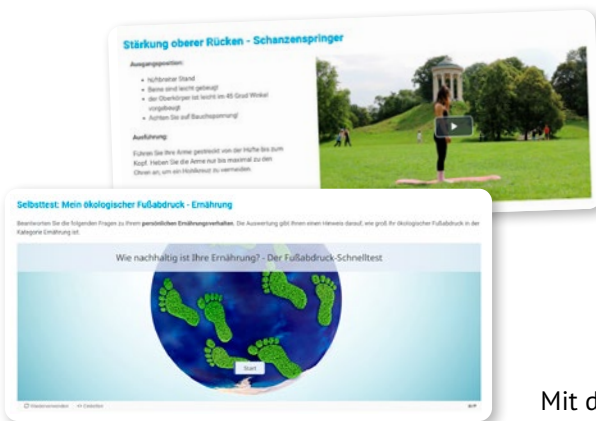 Stärkung oberer Rücken - Schanzenspringer
Ausgangsposition:
• hüftbreiter Stand
• Beine sind leicht gebeugt
• der Oberkörper ist leicht im 45 Grad Winkel
vorgebeugt
• Achten Sie auf Bauchspannung!
Ausführung:
Führen Sie Ihre Arme gestreckt von der Hüfte bis zum
Kopf. Heben Sie die Arme nur bis maximal zu den
Ohren an, um ein Hohlkreuz zu vermeiden.
Selbsttest: Mein ökologischer Fußabdruck - Ernährung
Beantworten Sie die folgenden Fragen zu Ihrem persönlichen Ernährungsverhalten. Die Auswertung gibt Ihnen einen Hinweis darauf, wie groß Ihr ökologischer Fußabdruck in der
Kategorie Ernährung ist.
Wie nachhaltig ist Ihre Ernährung? - Der Fußabdruck-Schnelltest
Start
Wiederverwenden <> Einbetten
Mit d